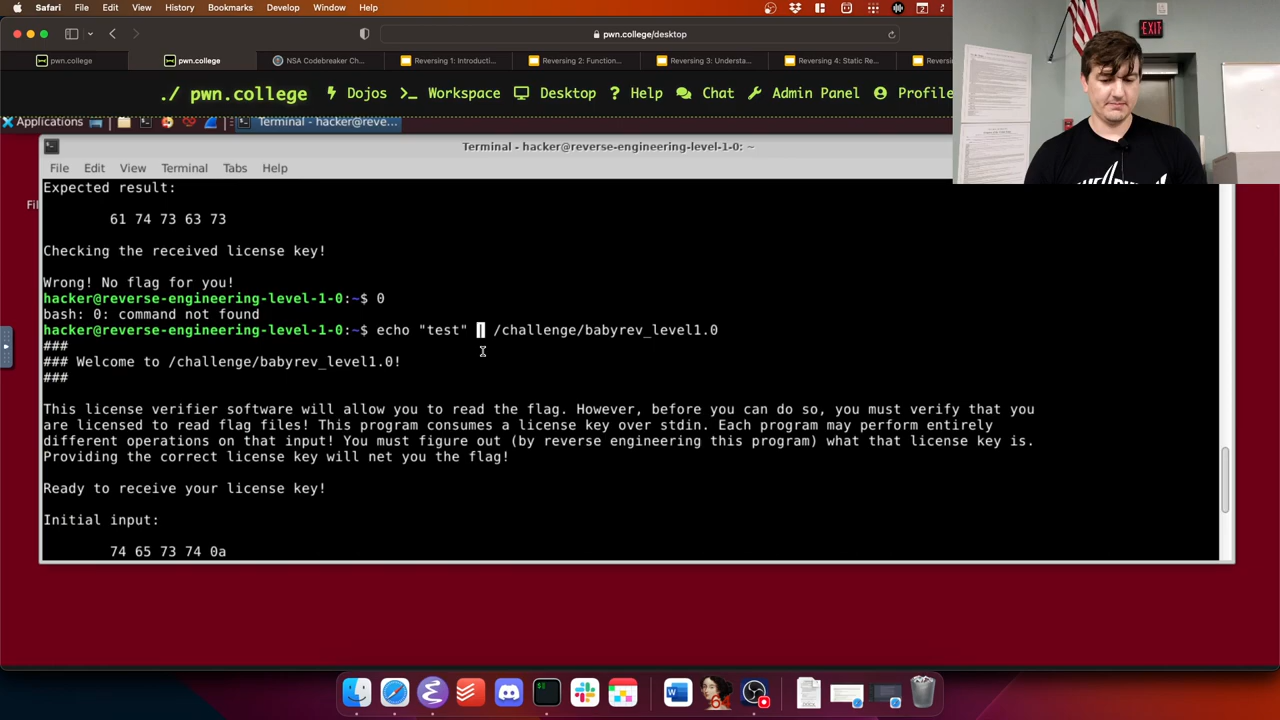 Safari File Edit View History Bookmarks Develop Window Help
pwn.college/desktop
pwn.college
pwn.college
NSA Codebreaker Ch...
Reversing 1: Introducti...
Reversing 2: Function...
Reversing 3: Understa...
Reversing 4: Static Re...
Reversing
./ pwn.college Dojos >_ Workspace Desktop ? Help Chat Admin Panel Profile
EXIT
Applications Terminal - hacker@reve...
Terminal - hacker@reverse-engineering-level-1-0: ~
File Edit View Terminal Tabs Help
Fil
Expected result:
61 74 73 63 73
Checking the received license key!
Wrong! No flag for you!
hacker@reverse-engineering-level-1-0:~$ 0
bash: 0: command not found
hacker@reverse-engineering-level-1-0:~$ echo "test" | /challenge/babyrev_level1.0
###
### Welcome to /challenge/babyrev_level1.0!
###
This license verifier software will allow you to read the flag. However, before you can do so, you must verify that you
are licensed to read flag files! This program consumes a license key over stdin. Each program may perform entirely
different operations on that input! You must figure out (by reverse engineering this program) what that license key is.
Providing the correct license key will net you the flag!
Ready to receive your license key!
Initial input:
74 65 73 74 0a